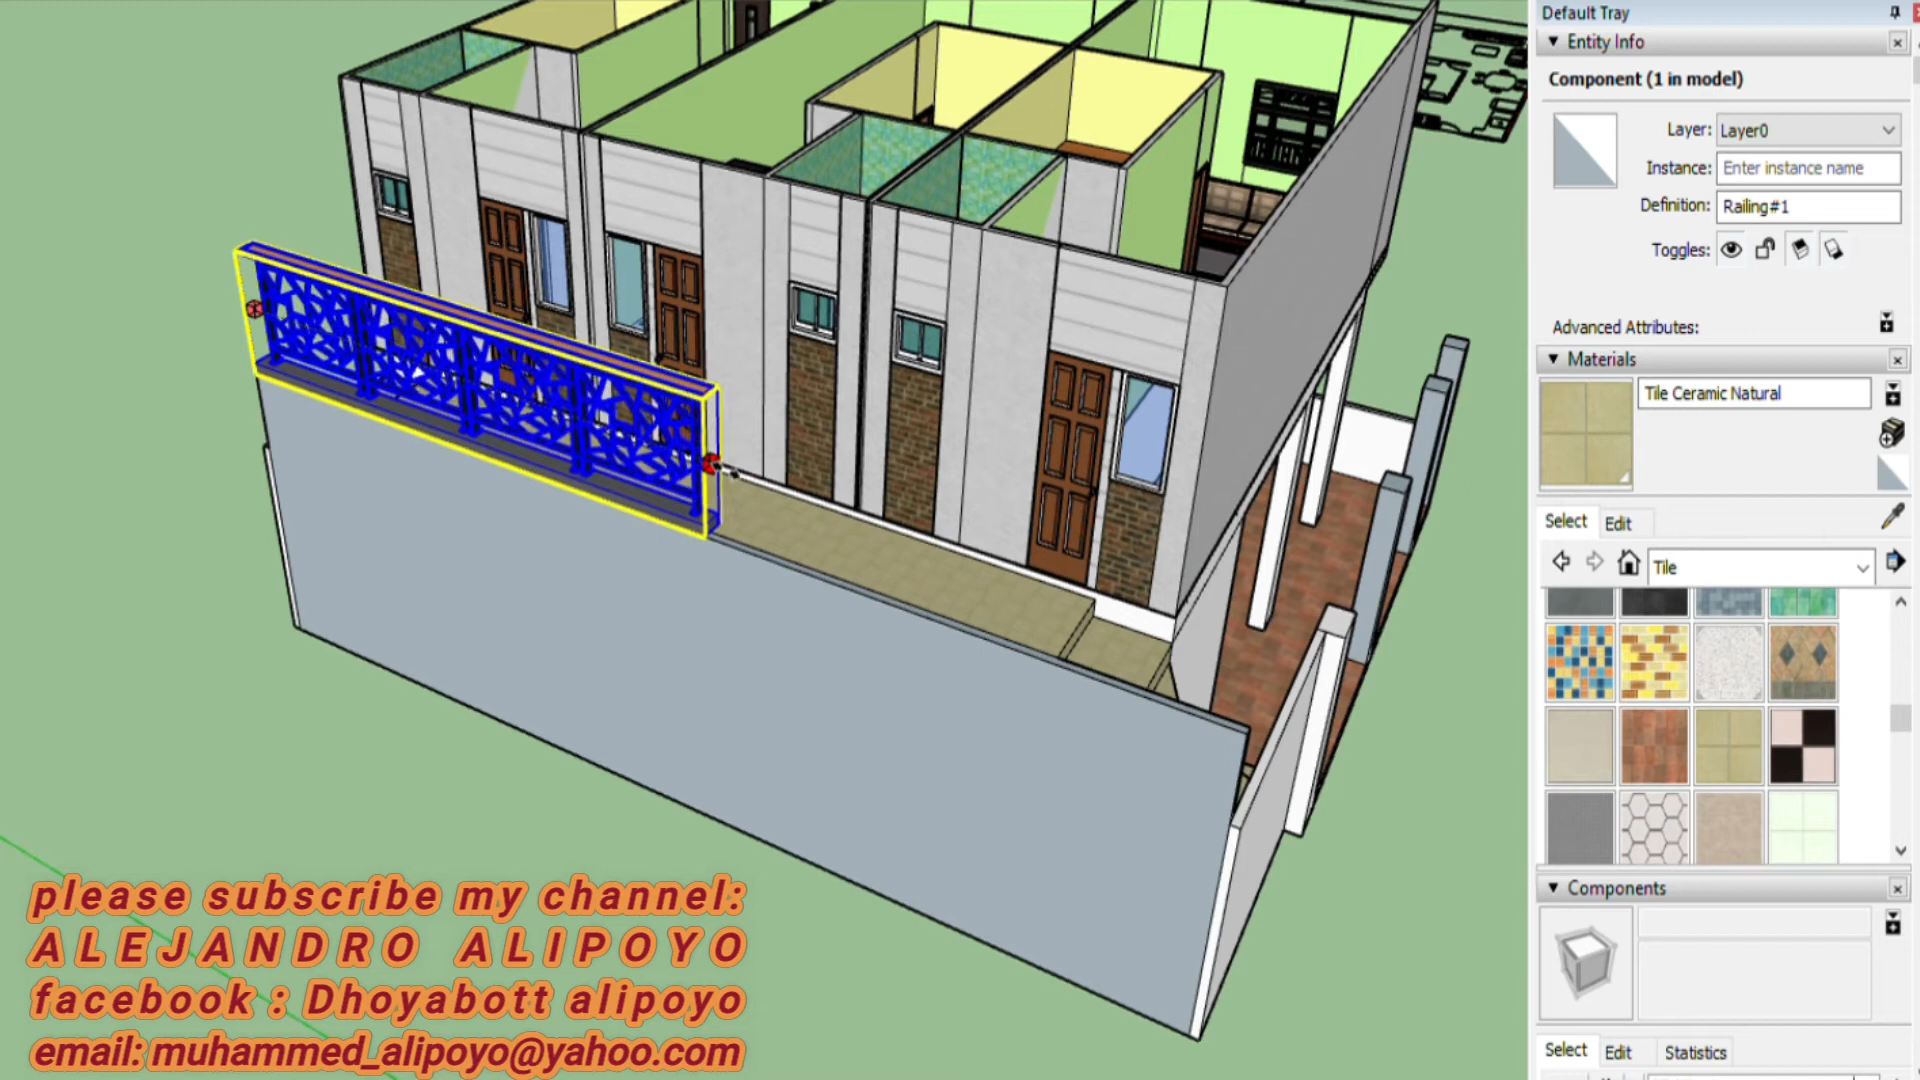 Default Tray
Entity Info
Component (1 in model)
Layer: Layer0
Instance: Enter instance name
Definition: Railing#1
Toggles:
Advanced Attributes:
Materials
Tile Ceramic Natural
Select Edit
Tile
Components
Select Edit Statistics
please subscribe my channel:
ALEJANDRO ALIPOYO
facebook : Dhoyabott alipoyo
email: muhammed_alipoyo@yahoo.com